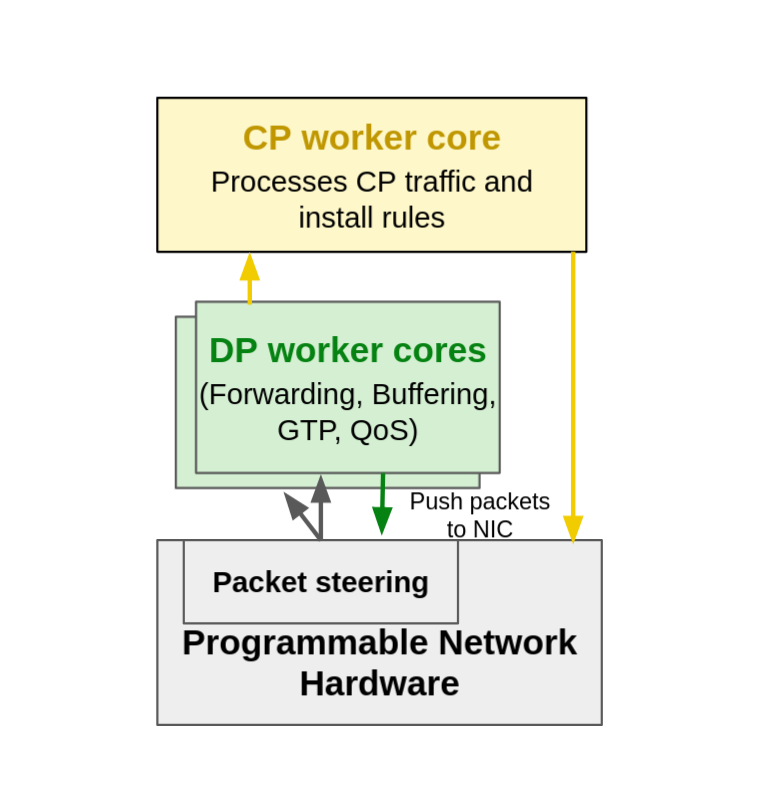 CP worker core
Processes CP traffic and
install rules
DP worker cores
(Forwarding, Buffering,
GTP, QoS)
Push packets
to NIC
Packet steering
Programmable Network
Hardware